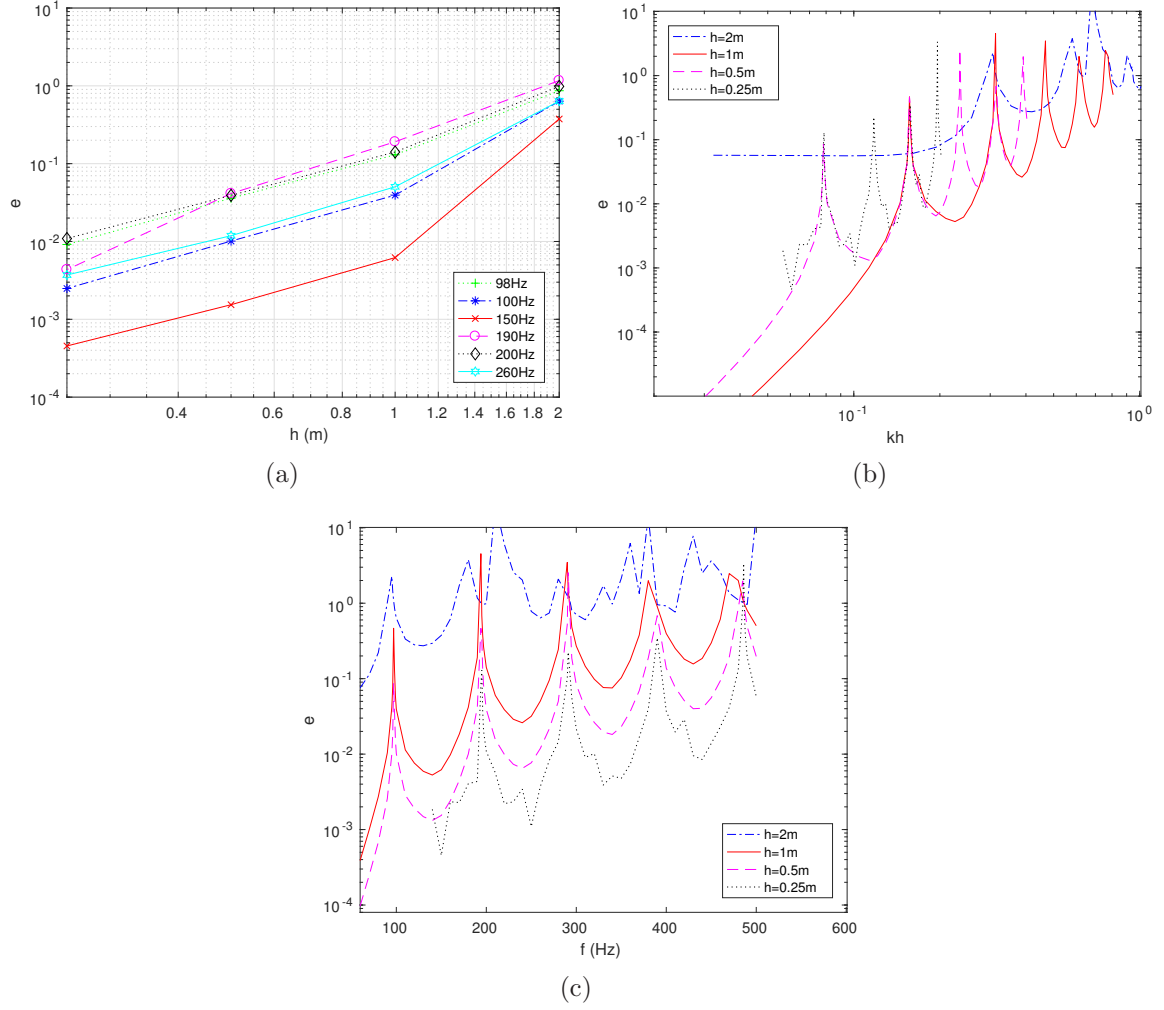 10^1
10^0
10^-1
10^-2
10^-3
10^-4
e
0.4 0.6 0.8 1 1.2 1.4 1.6 1.8 2
h (m)
98Hz
100Hz
150Hz
190Hz
200Hz
260Hz
(a)
10^1
10^0
10^-1
10^-2
10^-3
10^-4
e
10^-1 10^0
kh
h=2m
h=1m
h=0.5m
h=0.25m
(b)
10^1
10^0
10^-1
10^-2
10^-3
10^-4
e
100 200 300 400 500 600
f (Hz)
h=2m
h=1m
h=0.5m
h=0.25m
(c)